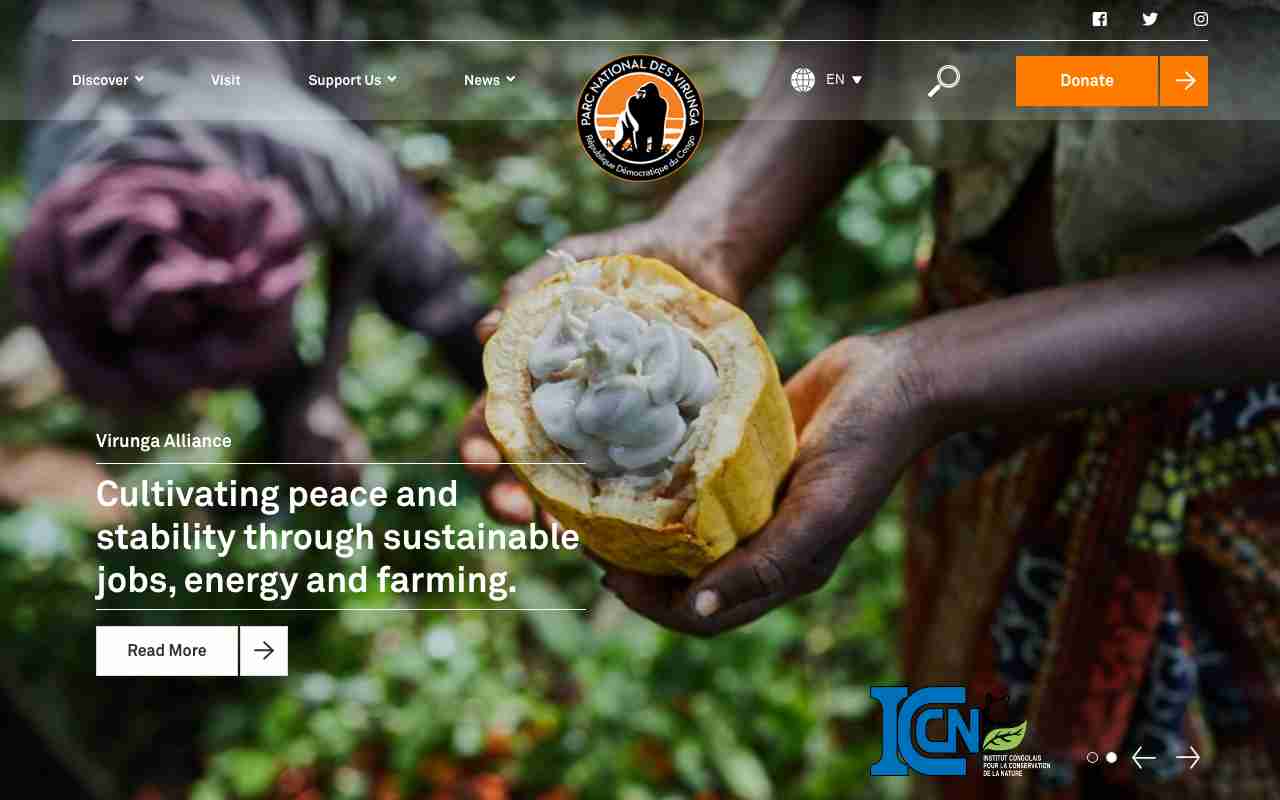 Discover
Visit
Support Us
News
PARC NATIONAL DES VIRUNGA
République Démocratique du Congo
EN
Donate
Virunga Alliance
Cultivating peace and
stability through sustainable
jobs, energy and farming.
Read More
ICCN
INSTITUT CONGOLAIS
POUR LA CONSERVATION
DE LA NATURE